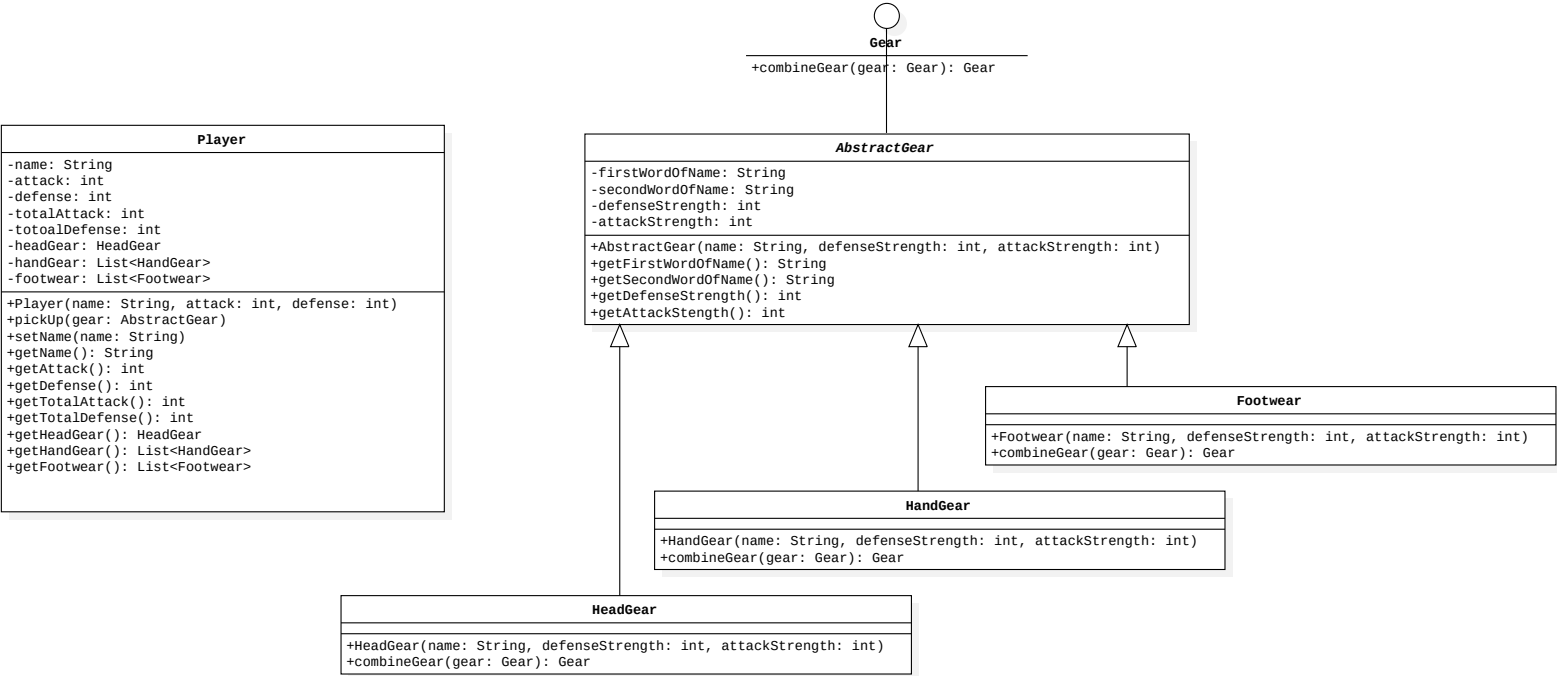 Gear
+combineGear(gear: Gear): Gear
Player
-name: String
-attack: int
-defense: int
-totalAttack: int
-totoalDefense: int
-headGear: HeadGear
-handGear: List<HandGear>
-footwear: List<Footwear>
+Player(name: String, attack: int, defense: int)
+pickUp(gear: AbstractGear)
+setName(name: String)
+getName(): String
+getAttack(): int
+getDefense(): int
+getTotalAttack(): int
+getTotalDefense(): int
+getHeadGear(): HeadGear
+getHandGear(): List<HandGear>
+getFootwear(): List<Footwear>
AbstractGear
-firstWordOfName: String
-secondWordOfName: String
-defenseStrength: int
-attackStrength: int
+AbstractGear(name: String, defenseStrength: int, attackStrength: int)
+getFirstWordOfName(): String
+getSecondWordOfName(): String
+getDefenseStrength(): int
+getAttackStength(): int
Footwear
+Footwear(name: String, defenseStrength: int, attackStrength: int)
+combineGear(gear: Gear): Gear
HandGear
+HandGear(name: String, defenseStrength: int, attackStrength: int)
+combineGear(gear: Gear): Gear
HeadGear
+HeadGear(name: String, defenseStrength: int, attackStrength: int)
+combineGear(gear: Gear): Gear